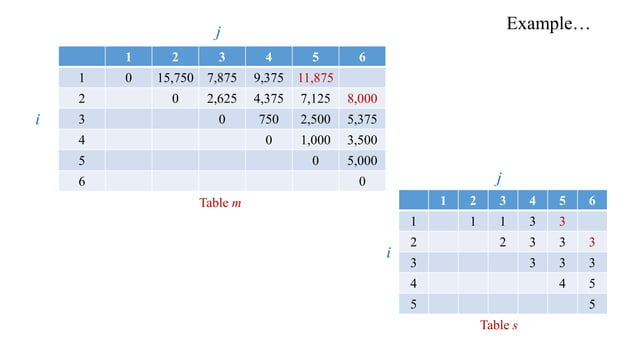 Example…
j
1 2 3 4 5 6
1 0 15,750 7,875 9,375 11,875
2 0 2,625 4,375 7,125 8,000
i
3 0 750 2,500 5,375
4 0 1,000 3,500
5 0 5,000
6 0
Table m
j
1 2 3 4 5 6
1 1 1 3 3
2 2 3 3 3
i
3 3 3 3
4 4 5
5 5
Table s